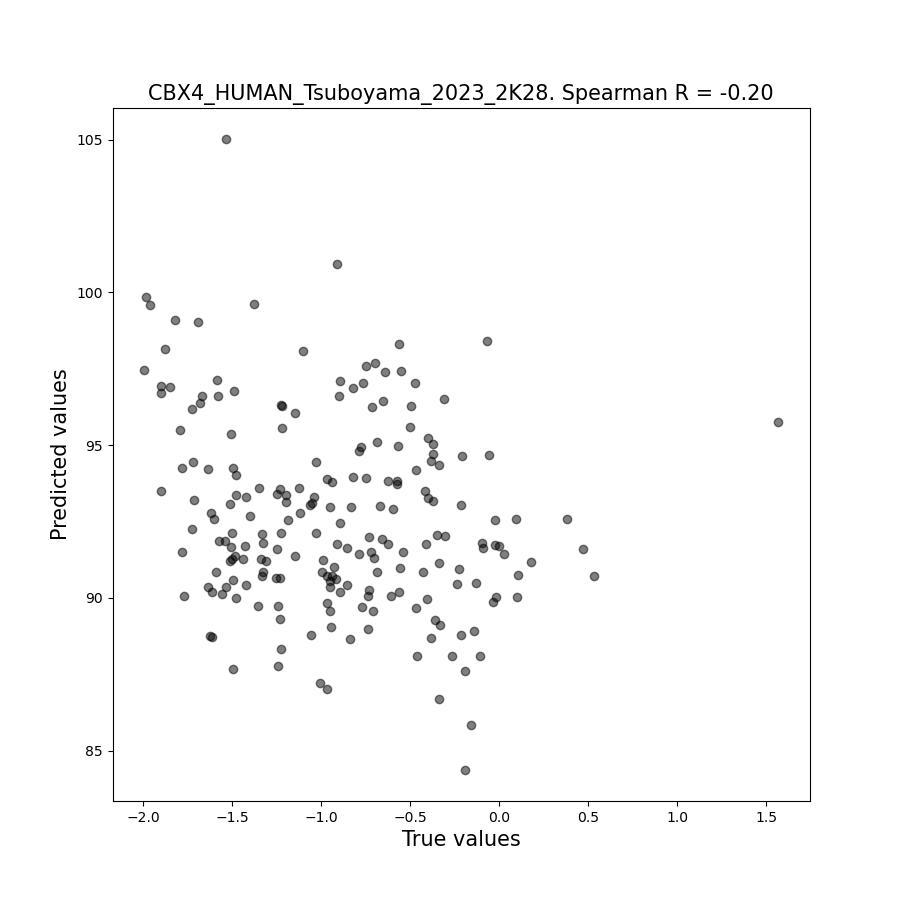 CBX4_HUMAN_Tsuboyama_2023_2K28. Spearman R = -0.20
105
100
95
90
85
Predicted values
−2.0 −1.5 −1.0 −0.5 0.0 0.5 1.0 1.5
True values